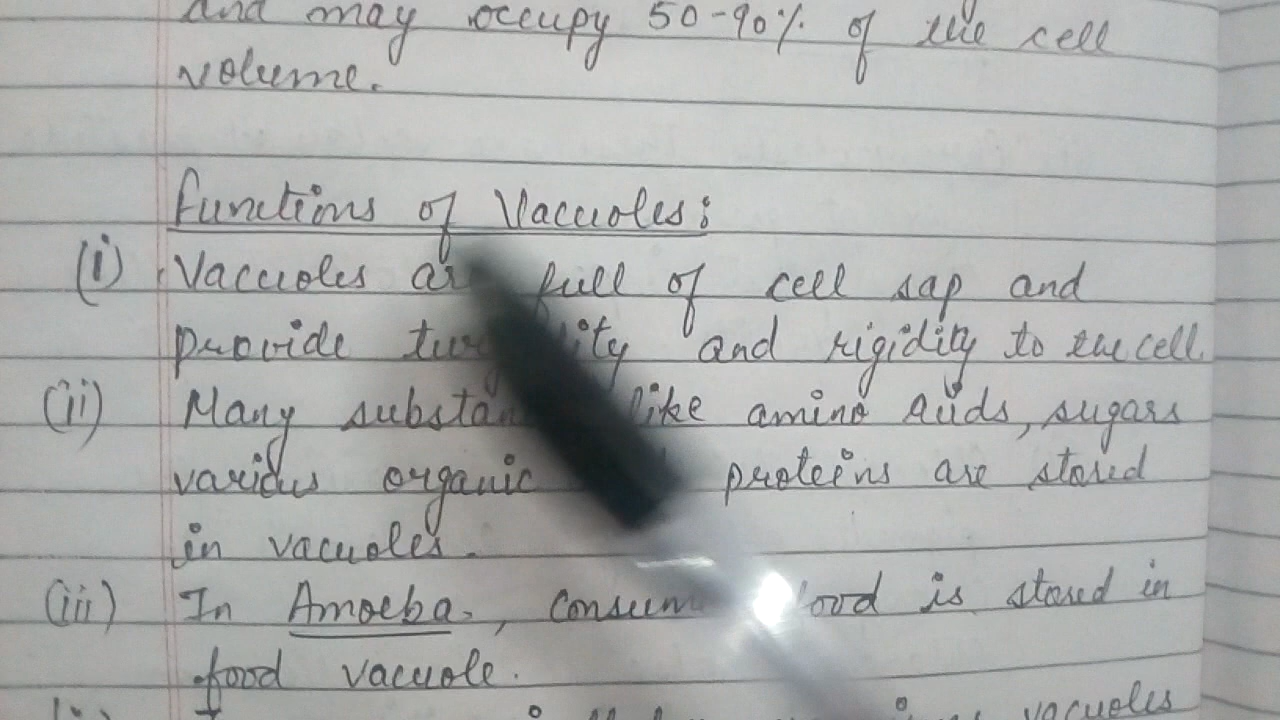 and may occupy 50-90% of the cell
volume.
Functions of Vacuoles:
(i) Vacuoles are full of cell sap and
provide and rigidity to the cell.
(ii) Many like amino acids, sugars
various organic proteins are stored
in vacuoles.
(iii) In Amoeba, food is stored in
food vacuole.
vacuoles